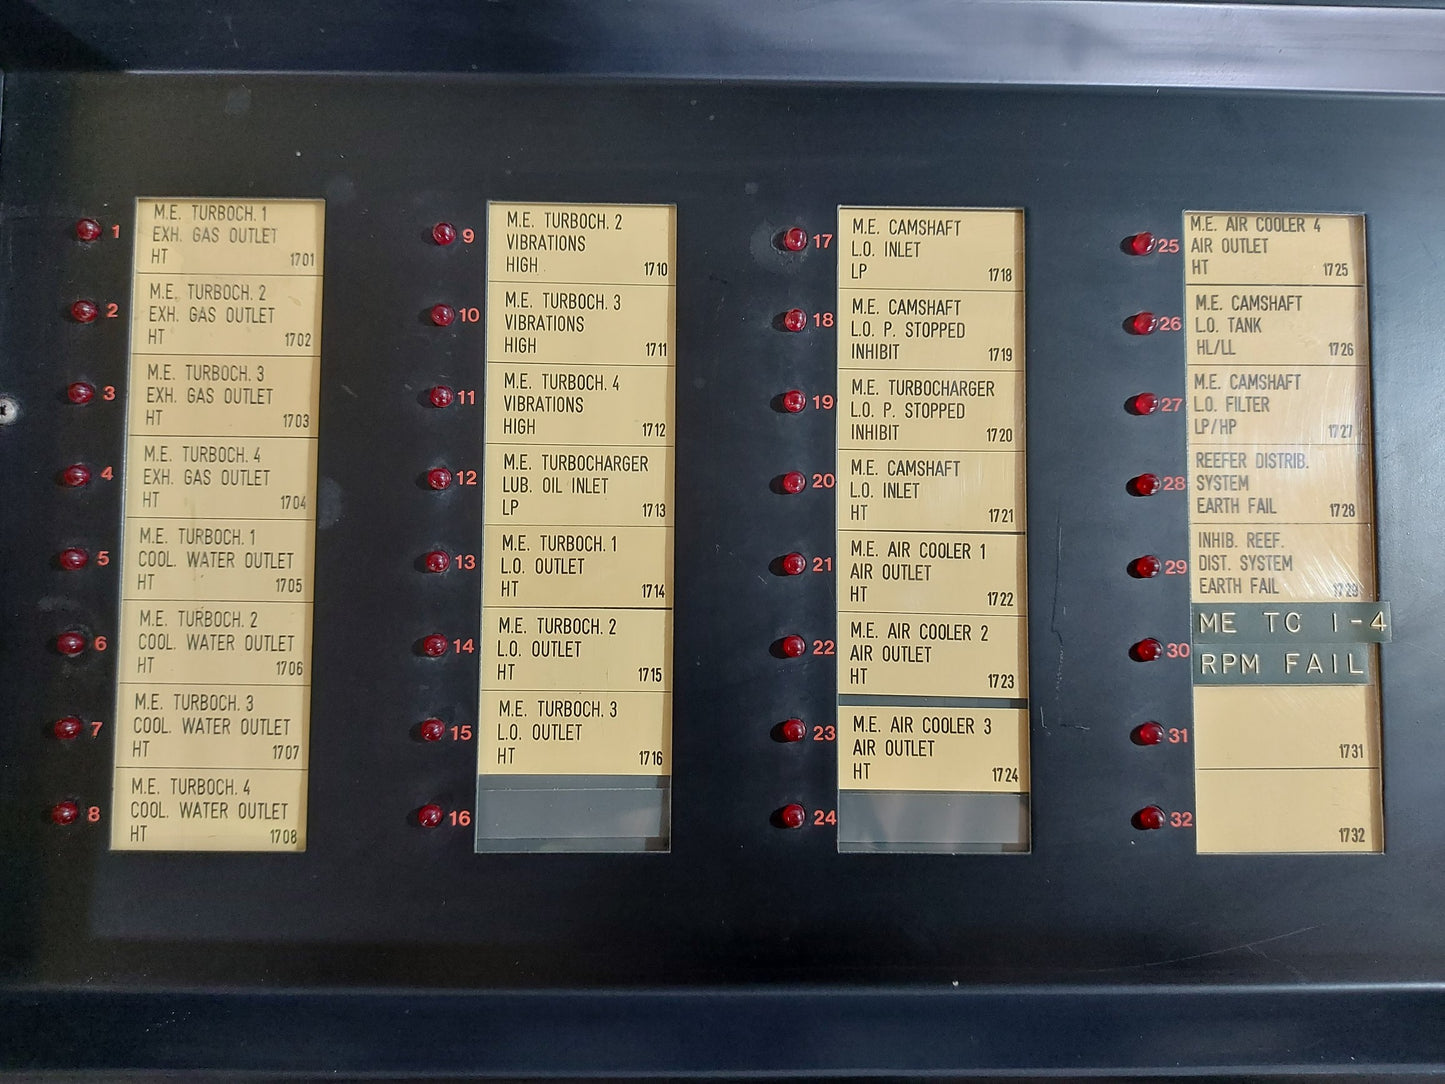 1
M.E. TURBOCH. 1
EXH. GAS OUTLET
HT 1701
2
M.E. TURBOCH. 2
EXH. GAS OUTLET
HT 1702
3
M.E. TURBOCH. 3
EXH. GAS OUTLET
HT 1703
4
M.E. TURBOCH. 4
EXH. GAS OUTLET
HT 1704
5
M.E. TURBOCH. 1
COOL. WATER OUTLET
HT 1705
6
M.E. TURBOCH. 2
COOL. WATER OUTLET
HT 1706
7
M.E. TURBOCH. 3
COOL. WATER OUTLET
HT 1707
8
M.E. TURBOCH. 4
COOL. WATER OUTLET
HT 1708
9
M.E. TURBOCH. 2
VIBRATIONS
HIGH 1710
10
M.E. TURBOCH. 3
VIBRATIONS
HIGH 1711
11
M.E. TURBOCH. 4
VIBRATIONS
HIGH 1712
12
M.E. TURBOCHARGER
LUB. OIL INLET
LP 1713
13
M.E. TURBOCH. 1
L.O. OUTLET
HT 1714
14
M.E. TURBOCH. 2
L.O. OUTLET
HT 1715
15
M.E. TURBOCH. 3
L.O. OUTLET
HT 1716
16
17
M.E. CAMSHAFT
L.O. INLET
LP 1718
18
M.E. CAMSHAFT
L.O. P. STOPPED
INHIBIT 1719
19
M.E. TURBOCHARGER
L.O. P. STOPPED
INHIBIT 1720
20
M.E. CAMSHAFT
L.O. INLET
HT 1721
21
M.E. AIR COOLER 1
AIR OUTLET
HT 1722
22
M.E. AIR COOLER 2
AIR OUTLET
HT 1723
23
M.E. AIR COOLER 3
AIR OUTLET
HT 1724
24
25
M.E. AIR COOLER 4
AIR OUTLET
HT 1725
26
M.E. CAMSHAFT
L.O. TANK
HL/LL 1726
27
M.E. CAMSHAFT
L.O. FILTER
LP/HP 1727
28
REEFER DISTRIB.
SYSTEM
EARTH FAIL 1728
29
INHIB. REEF.
DIST. SYSTEM
EARTH FAIL 1729
30
ME TC 1-4
RPM FAIL
31
1731
32
1732